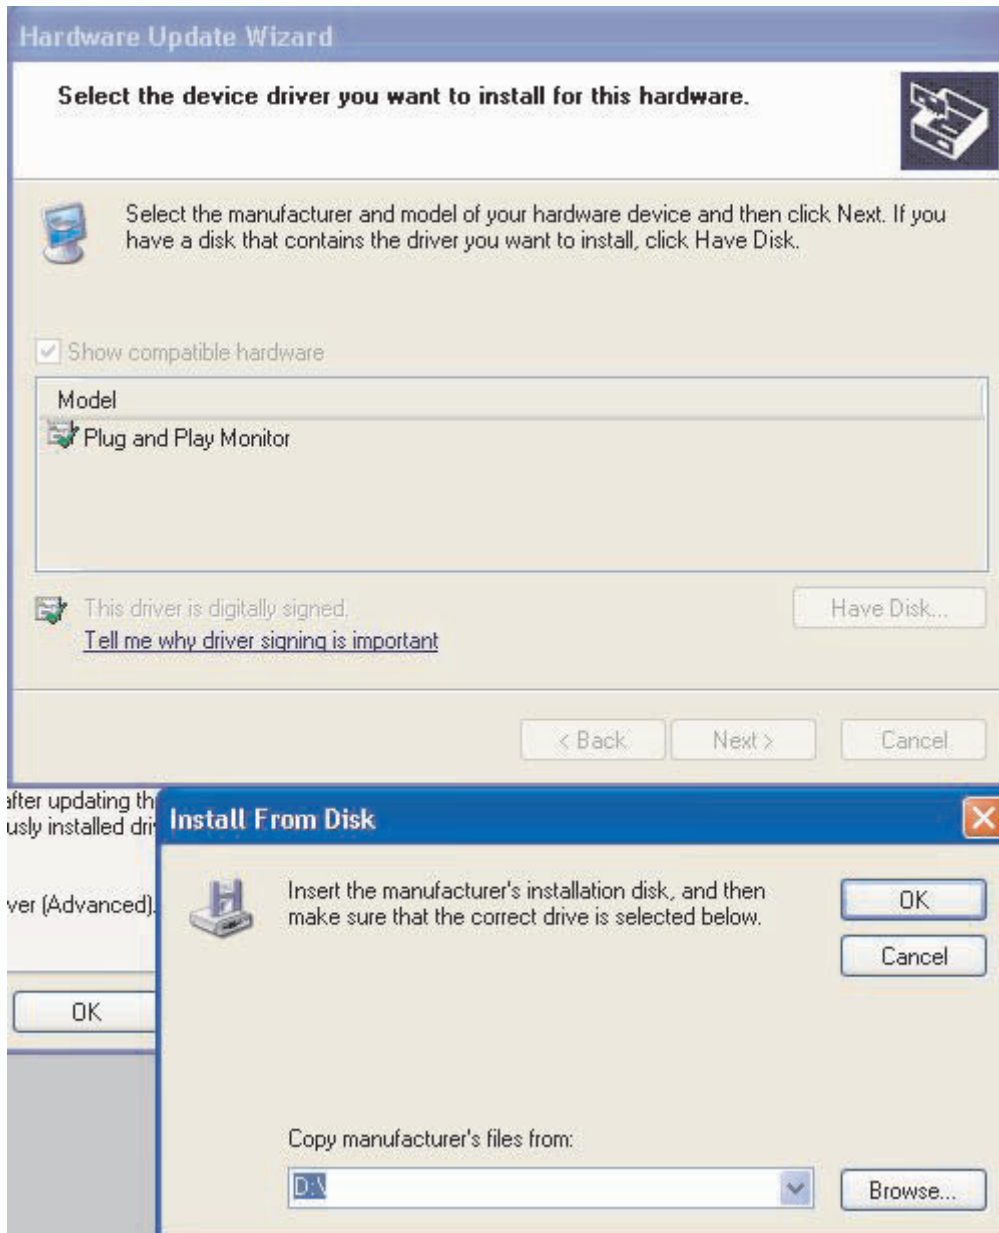 Hardware Update Wizard
Select the device driver you want to install for this hardware.
Select the manufacturer and model of your hardware device and then click Next. If you
have a disk that contains the driver you want to install, click Have Disk.
Show compatible hardware
Model
Plug and Play Monitor
This driver is digitally signed.
Have Disk...
Tell me why driver signing is important
< Back
Next >
Cancel
after updating th
usly installed dri
ver (Advanced).
OK
Install From Disk
Insert the manufacturer's installation disk, and then
make sure that the correct drive is selected below.
OK
Cancel
Copy manufacturer's files from:
D:\
Browse...